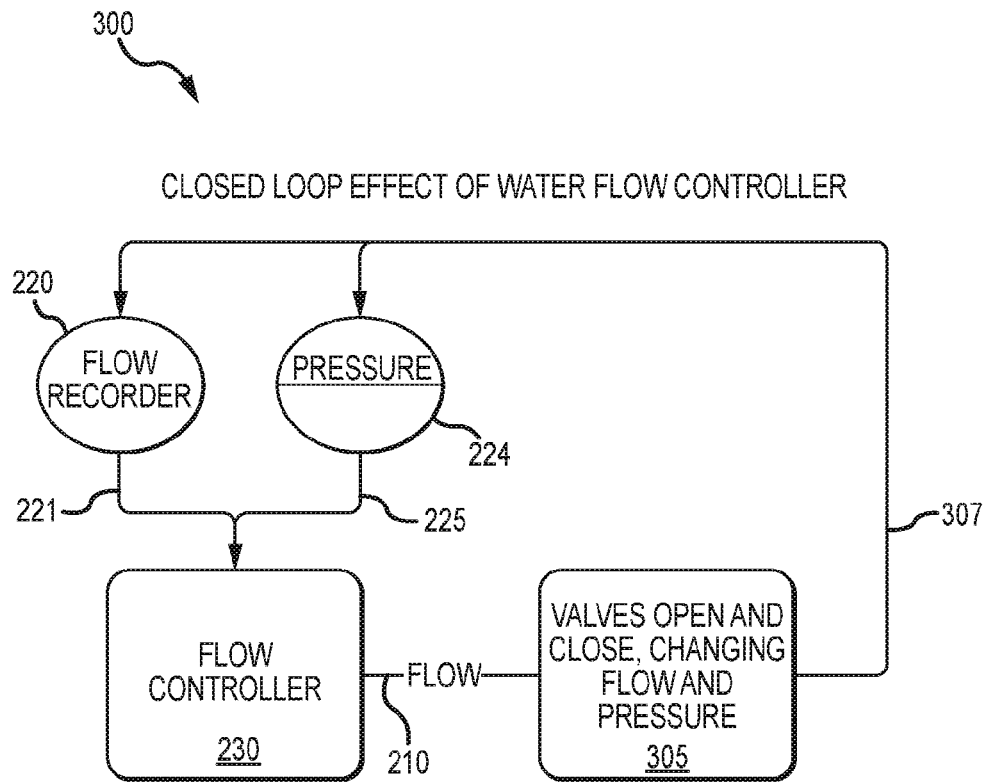 300
CLOSED LOOP EFFECT OF WATER FLOW CONTROLLER
220
FLOW
RECORDER
PRESSURE
224
221
225
307
FLOW
CONTROLLER
230
FLOW
210
VALVES OPEN AND
CLOSE, CHANGING
FLOW AND
PRESSURE
305